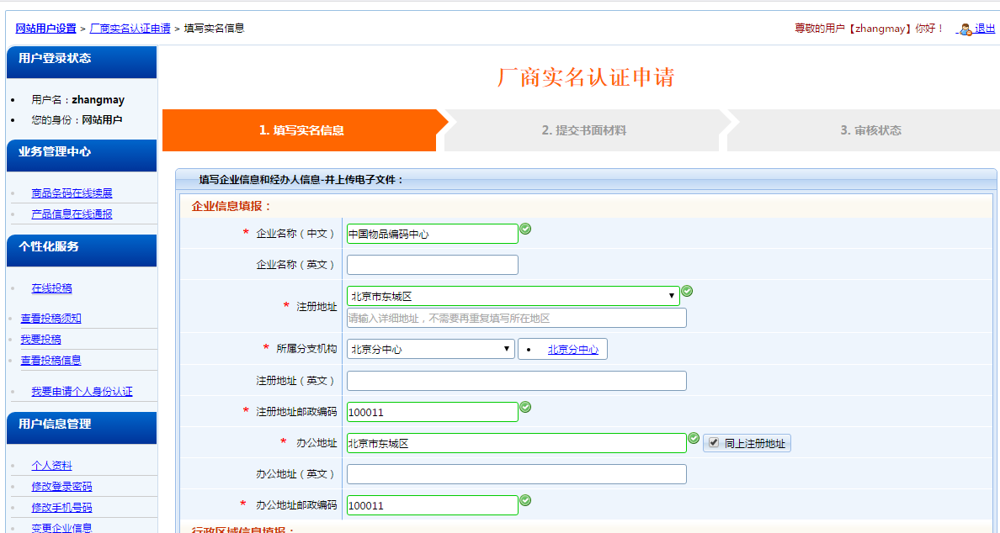 网站用户设置 > 厂商实名认证申请 > 填写实名信息
尊敬的用户【zhangmay】你好！ 退出
用户登录状态
用户名：zhangmay
您的身份：网站用户
业务管理中心
商品条码在线续展
产品信息在线通报
个性化服务
在线投稿
查看投稿须知
我要投稿
查看投稿信息
我要申请个人身份认证
用户信息管理
个人资料
修改登录密码
修改手机号码
变更企业信息
厂商实名认证申请
1. 填写实名信息
2. 提交书面材料
3. 审核状态
填写企业信息和经办人信息-并上传电子文件：
企业信息填报：
* 企业名称（中文） 中国物品编码中心
企业名称（英文）
* 注册地址 北京市东城区
请输入详细地址，不需要再重复填写所在地区
* 所属分支机构 北京分中心 • 北京分中心
注册地址（英文）
* 注册地址邮政编码 100011
* 办公地址 北京市东城区 同上注册地址
办公地址（英文）
* 办公地址邮政编码 100011
行政区域信息填报：